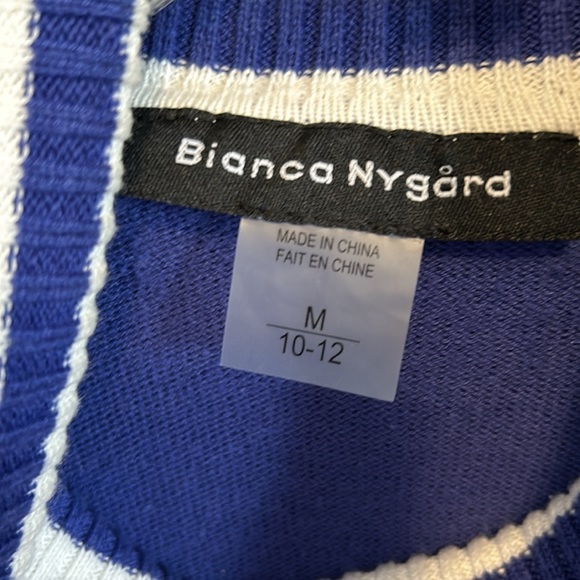 Bianca Nygård
MADE IN CHINA
FAIT EN CHINE
M
10-12